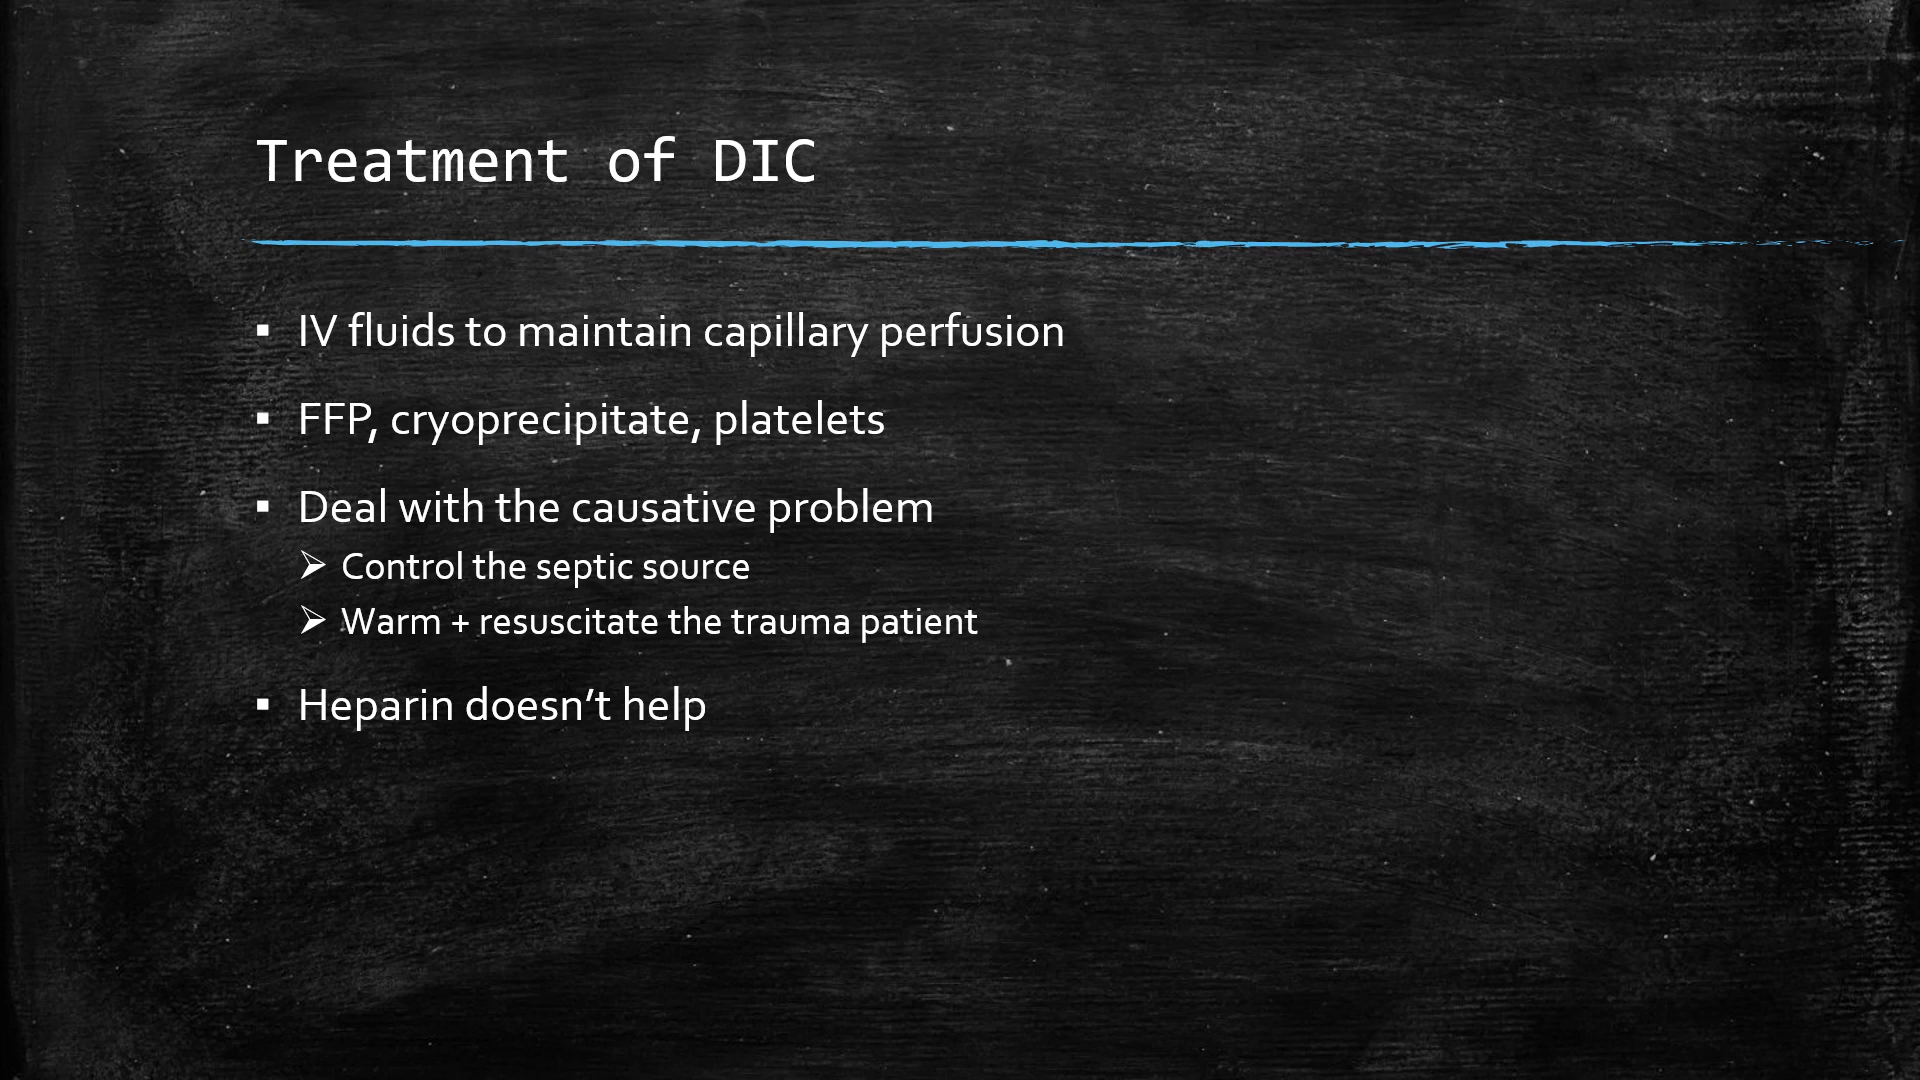 Treatment of DIC
▪ IV fluids to maintain capillary perfusion
▪ FFP, cryoprecipitate, platelets
▪ Deal with the causative problem
➢ Control the septic source
➢ Warm + resuscitate the trauma patient
▪ Heparin doesn’t help